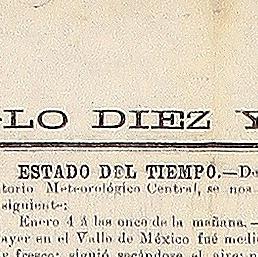 LO DIEZ Y
ESTADO DEL TIEMPO.—De
torio Meteorológico Central, se nos
siguiente:
Enero 4 á las once de la mañana.—
ayer en el Valle de México fué medi
y fresco; siguió secándose el aire; n